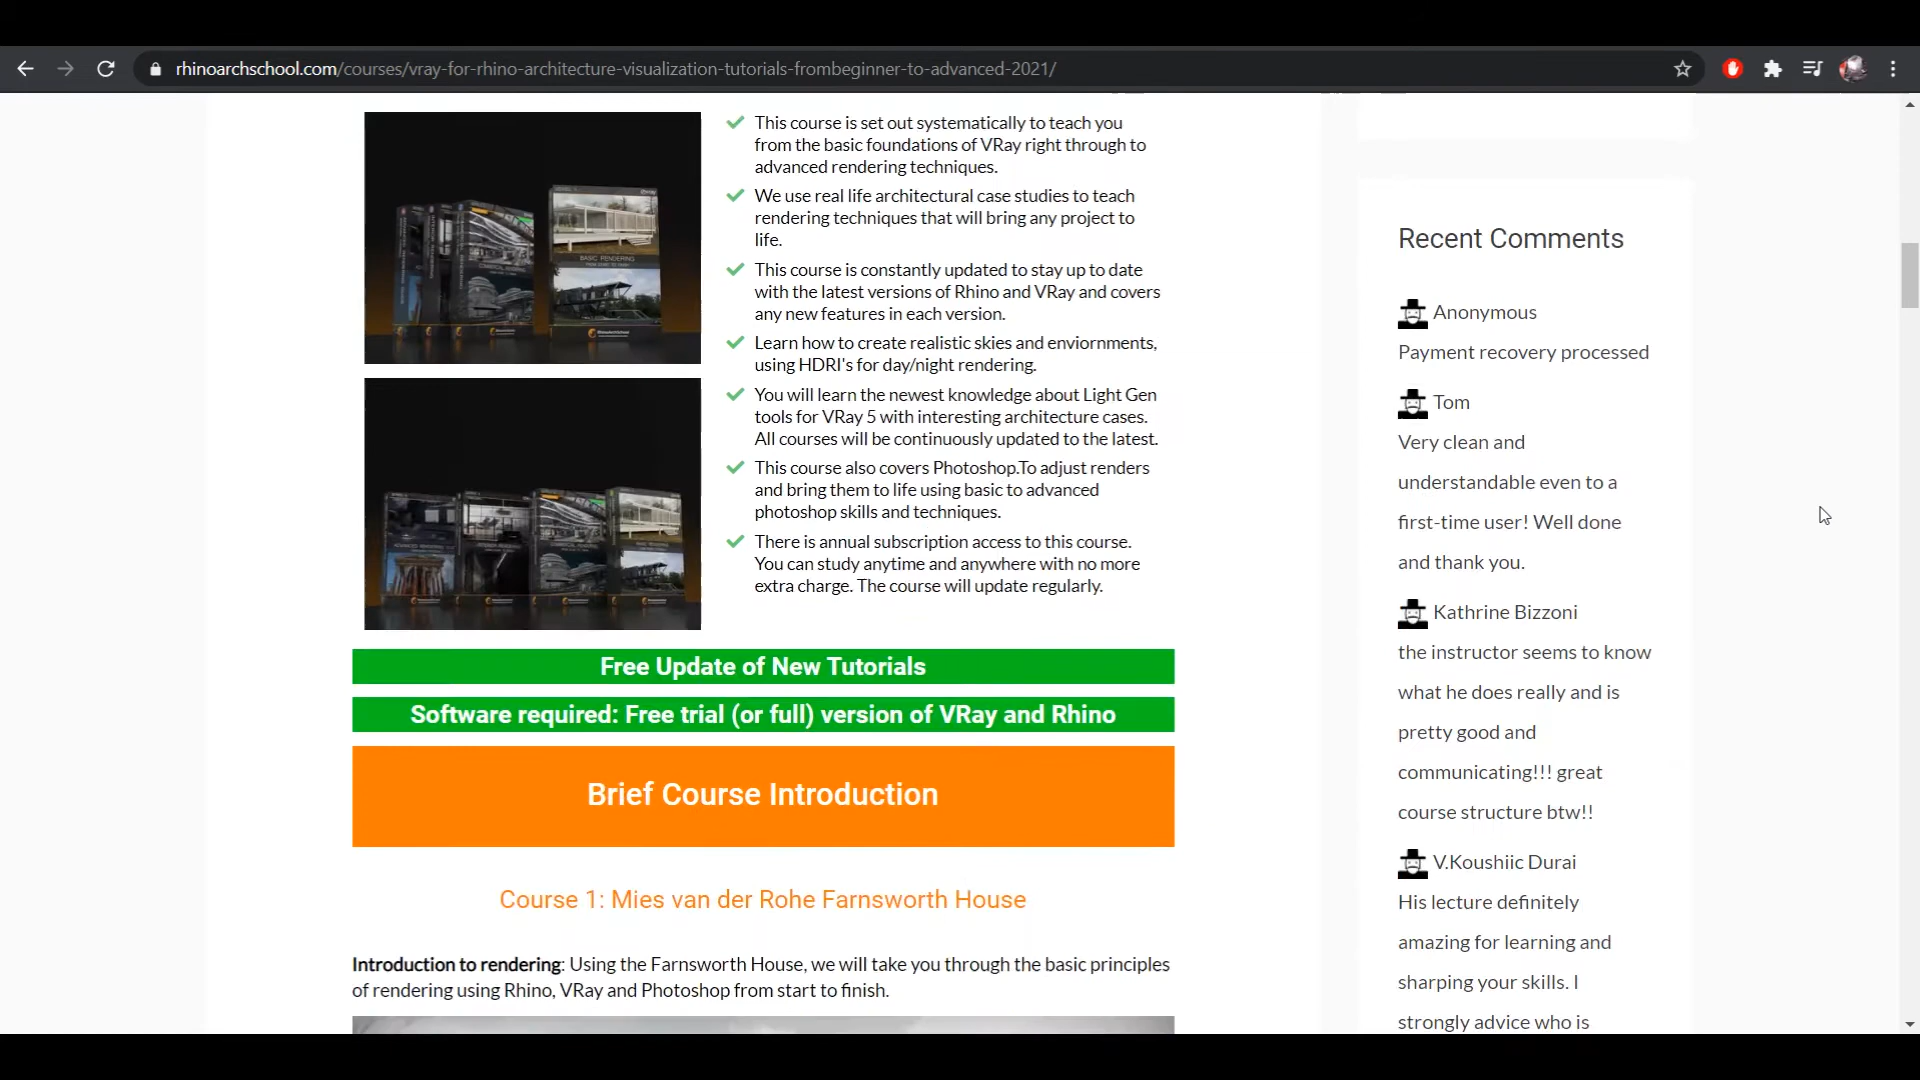 rhinoarchschool.com/courses/vray-for-rhino-architecture-visualization-tutorials-frombeginner-to-advanced-2021/
This course is set out systematically to teach you
from the basic foundations of VRay right through to
advanced rendering techniques.
We use real life architectural case studies to teach
rendering techniques that will bring any project to
life.
This course is constantly updated to stay up to date
with the latest versions of Rhino and VRay and covers
any new features in each version.
Learn how to create realistic skies and enviornments,
using HDRI's for day/night rendering.
You will learn the newest knowledge about Light Gen
tools for VRay 5 with interesting architecture cases.
All courses will be continuously updated to the latest.
This course also covers Photoshop.To adjust renders
and bring them to life using basic to advanced
photoshop skills and techniques.
There is annual subscription access to this course.
You can study anytime and anywhere with no more
extra charge. The course will update regularly.
BASIC RENDERING
Free Update of New Tutorials
Software required: Free trial (or full) version of VRay and Rhino
Brief Course Introduction
Course 1: Mies van der Rohe Farnsworth House
Introduction to rendering: Using the Farnsworth House, we will take you through the basic principles
of rendering using Rhino, VRay and Photoshop from start to finish.
Recent Comments
Anonymous
Payment recovery processed
Tom
Very clean and
understandable even to a
first-time user! Well done
and thank you.
Kathrine Bizzoni
the instructor seems to know
what he does really and is
pretty good and
communicating!!! great
course structure btw!!
V.Koushiic Durai
His lecture definitely
amazing for learning and
sharping your skills. I
strongly advice who is